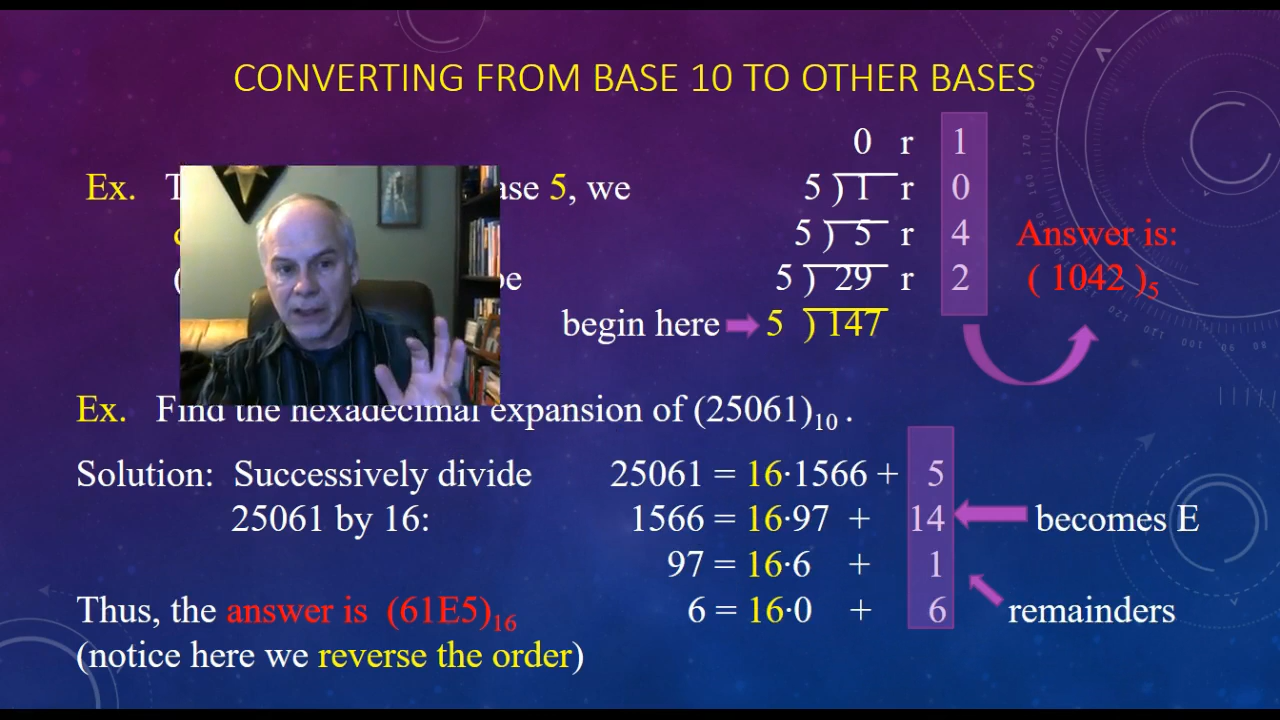 CONVERTING FROM BASE 10 TO OTHER BASES
0 r 1
Ex. 5, we
5 ) 1 r 0
5 ) 5 r 4
Answer is:
5 ) 29 r 2
( 1042 )5
begin here 5 ) 147
Ex. Find the hexadecimal expansion of (25061)10 .
Solution: Successively divide
25061 by 16:
25061 = 16·1566 + 5
1566 = 16·97 + 14
becomes E
97 = 16·6 + 1
6 = 16·0 + 6
remainders
Thus, the answer is (61E5)16
(notice here we reverse the order)